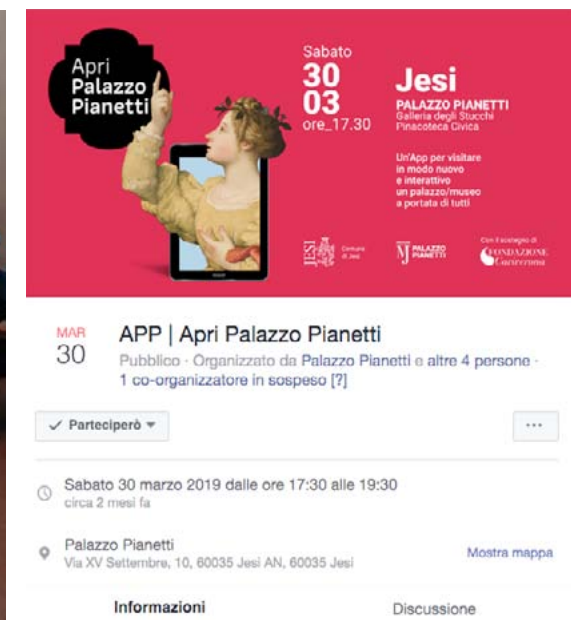 Apri
Palazzo
Pianetti
Sabato
30
03
ore_17.30
Jesi
PALAZZO PIANETTI
Galleria degli Stucchi
Pinacoteca Civica
Un'App per visitare
in modo nuovo
e interattivo
un palazzo/museo
a portata di tutti
JESI
Comune
di Jesi
PALAZZO
PIANETTI
Con il sostegno di
FONDAZIONE
Cariverona
MAR
30
APP | Apri Palazzo Pianetti
Pubblico · Organizzato da Palazzo Pianetti e altre 4 persone ·
1 co-organizzatore in sospeso [?]
✓ Parteciperò ▾
···
Sabato 30 marzo 2019 dalle ore 17:30 alle 19:30
circa 2 mesi fa
Palazzo Pianetti
Via XV Settembre, 10, 60035 Jesi AN, 60035 Jesi
Mostra mappa
Informazioni
Discussione